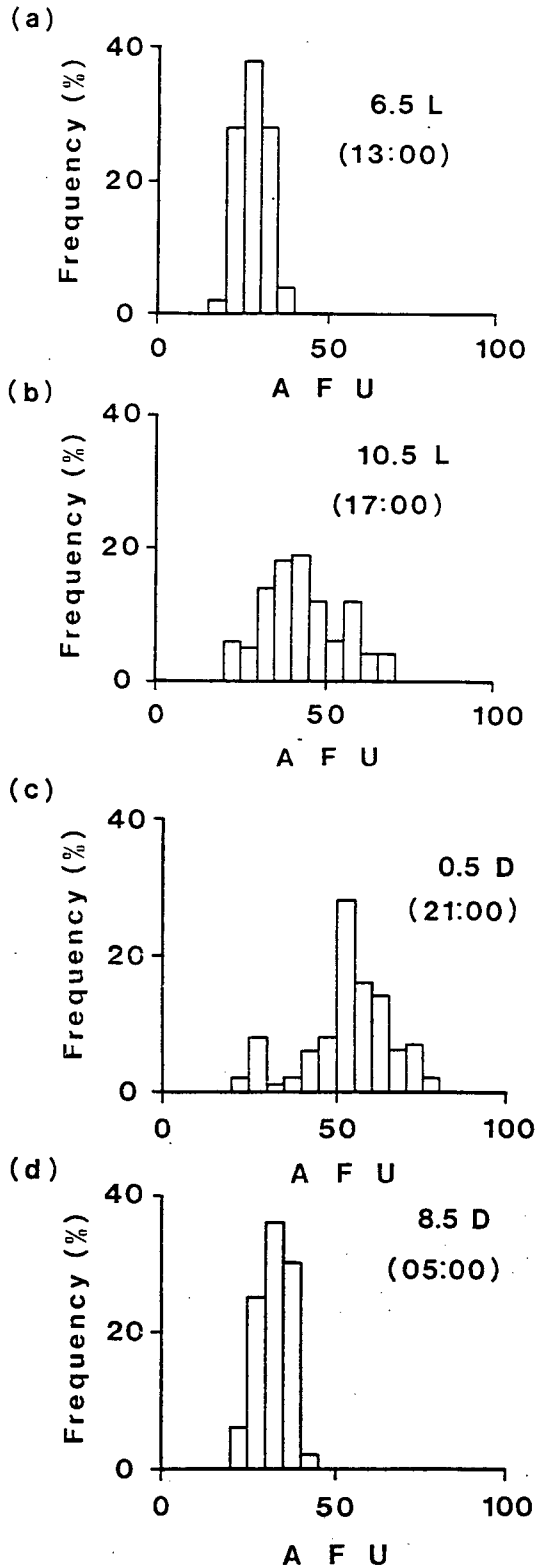 (a)
Frequency (%)
40
20
0
6.5 L
(13:00)
0 50 100
A F U
(b)
Frequency (%)
40
20
0
10.5 L
(17:00)
0 50 100
A F U
(c)
Frequency (%)
40
20
0
0.5 D
(21:00)
0 50 100
A F U
(d)
Frequency (%)
40
20
0
8.5 D
(05:00)
0 50 100
A F U